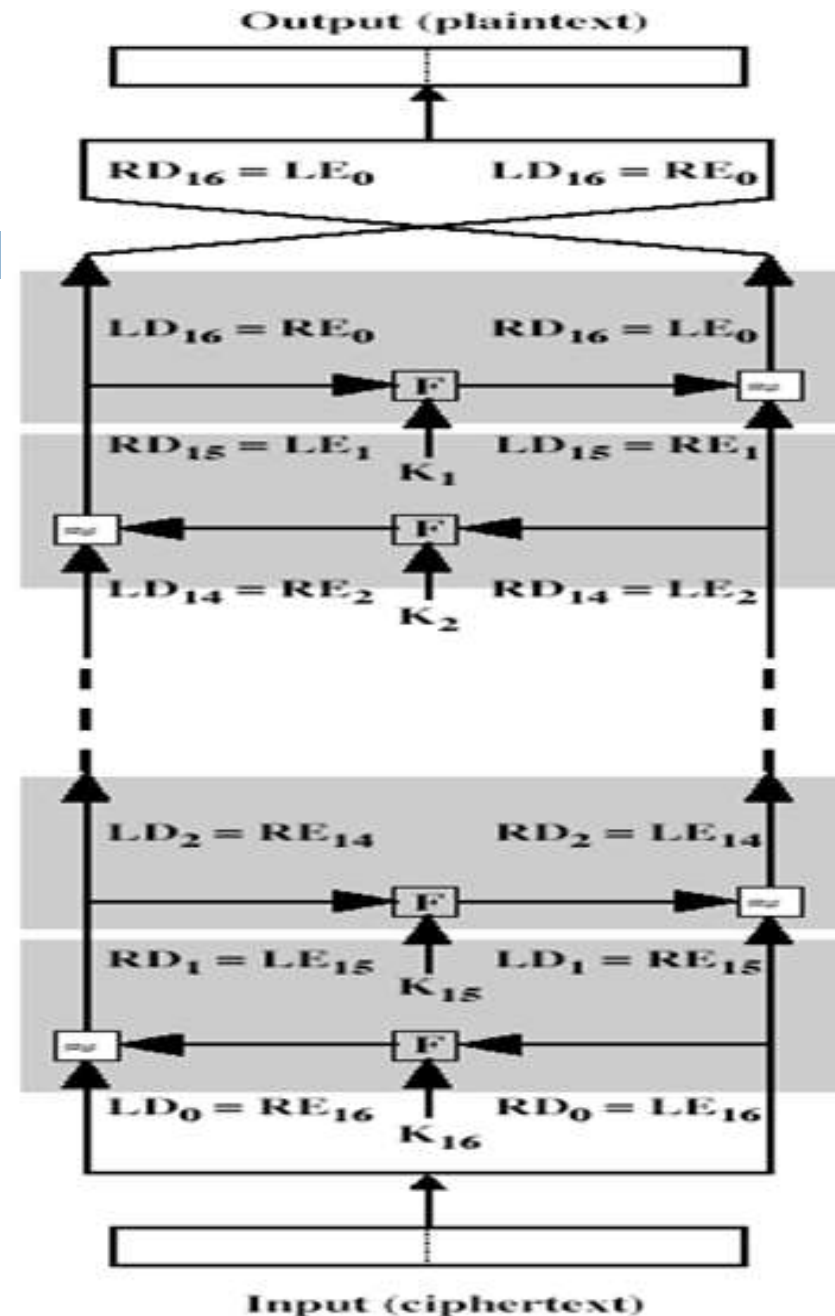 Output (plaintext)
RD₁₆ = LE₀ LD₁₆ = RE₀
LD₁₆ = RE₀ RD₁₆ = LE₀
F
RD₁₅ = LE₁ LD₁₅ = RE₁
K₁
F
LD₁₄ = RE₂ RD₁₄ = LE₂
K₂
LD₂ = RE₁₄ RD₂ = LE₁₄
F
RD₁ = LE₁₅ LD₁ = RE₁₅
K₁₅
F
LD₀ = RE₁₆ RD₀ = LE₁₆
K₁₆
Input (ciphertext)